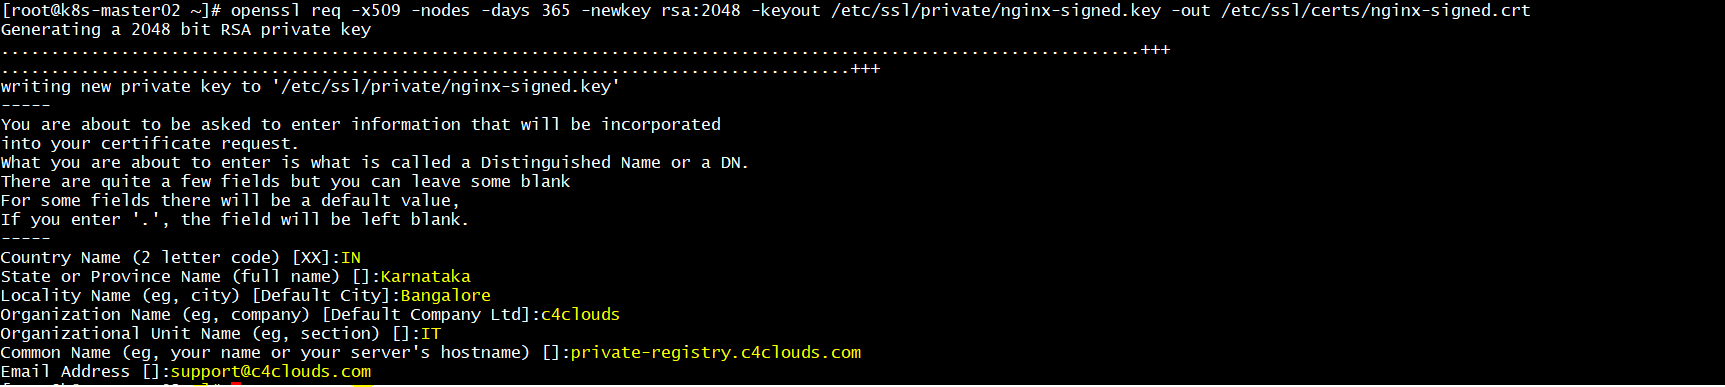 [root@k8s-master02 ~]# openssl req -x509 -nodes -days 365 -newkey rsa:2048 -keyout /etc/ssl/private/nginx-signed.key -out /etc/ssl/certs/nginx-signed.crt
Generating a 2048 bit RSA private key
..................................................................................................................+++
.....................................................................................+++
writing new private key to '/etc/ssl/private/nginx-signed.key'
-----
You are about to be asked to enter information that will be incorporated
into your certificate request.
What you are about to enter is what is called a Distinguished Name or a DN.
There are quite a few fields but you can leave some blank
For some fields there will be a default value,
If you enter '.', the field will be left blank.
-----
Country Name (2 letter code) [XX]:IN
State or Province Name (full name) []:Karnataka
Locality Name (eg, city) [Default City]:Bangalore
Organization Name (eg, company) [Default Company Ltd]:c4clouds
Organizational Unit Name (eg, section) []:IT
Common Name (eg, your name or your server's hostname) []:private-registry.c4clouds.com
Email Address []:support@c4clouds.com